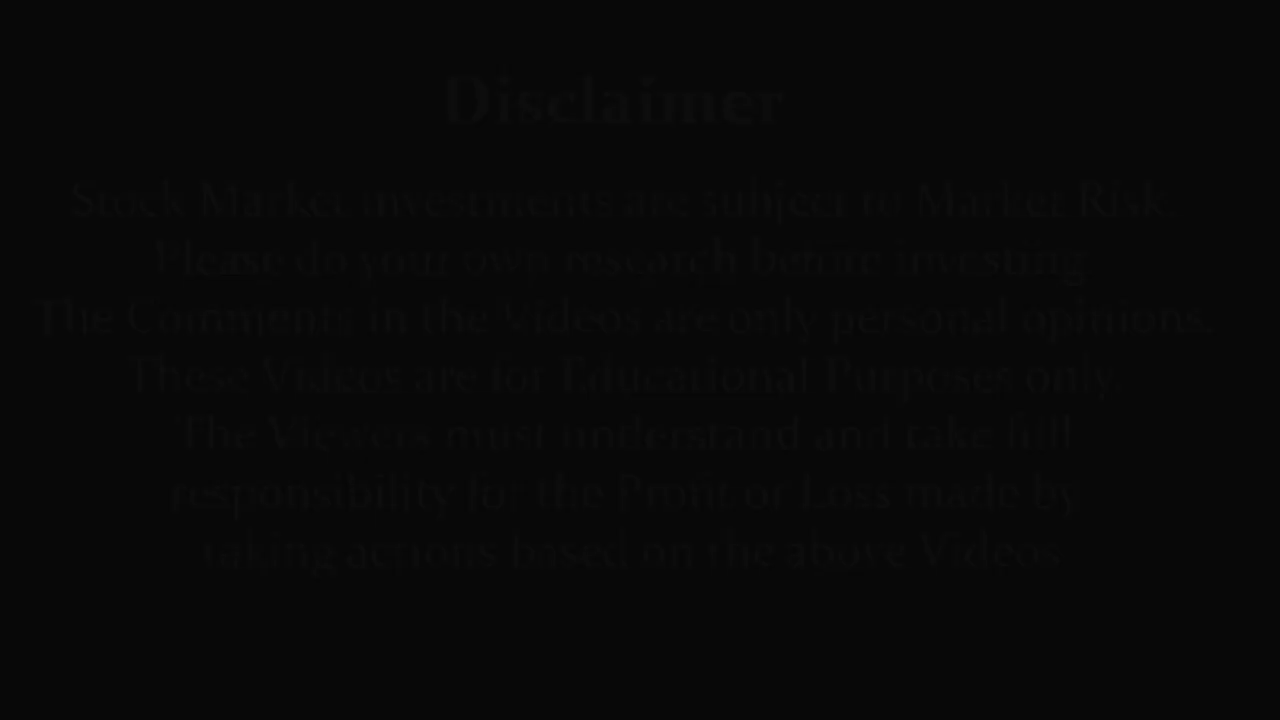 Disclaimer
Stock Market investments are subject to Market Risk.
Please do your own research before investing
The Comments in the Videos are only personal opinions.
These Videos are for Educational Purposes only.
The Viewers must understand and take full
responsibility for the Profit or Loss made by
taking actions based on the above Videos